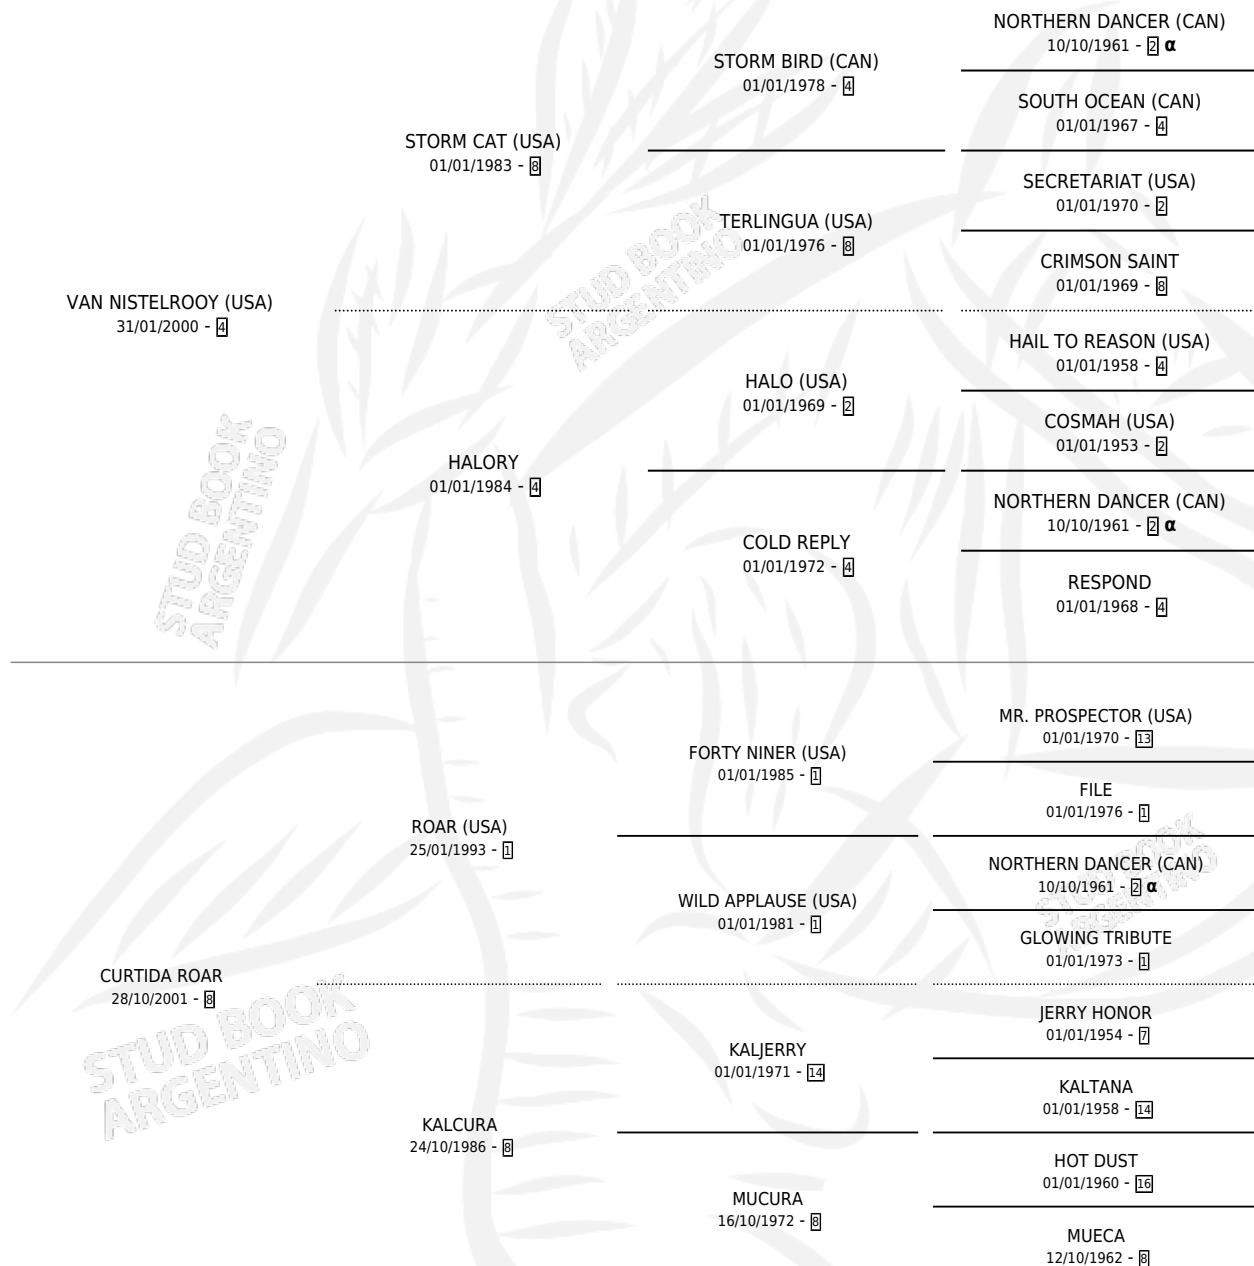 NORTHERN DANCER (CAN)
10/10/1961 - 2 α
STORM BIRD (CAN)
01/01/1978 - 4
SOUTH OCEAN (CAN)
01/01/1967 - 4
STORM CAT (USA)
01/01/1983 - 8
SECRETARIAT (USA)
01/01/1970 - 2
TERLINGUA (USA)
01/01/1976 - 8
CRIMSON SAINT
01/01/1969 - 8
VAN NISTELROOY (USA)
31/01/2000 - 4
HAIL TO REASON (USA)
01/01/1958 - 4
HALO (USA)
01/01/1969 - 2
COSMAH (USA)
01/01/1953 - 2
HALORY
01/01/1984 - 4
NORTHERN DANCER (CAN)
10/10/1961 - 2 α
COLD REPLY
01/01/1972 - 4
RESPOND
01/01/1968 - 4
MR. PROSPECTOR (USA)
01/01/1970 - 13
FORTY NINER (USA)
01/01/1985 - 1
FILE
01/01/1976 - 1
ROAR (USA)
25/01/1993 - 1
NORTHERN DANCER (CAN)
10/10/1961 - 2 α
WILD APPLAUSE (USA)
01/01/1981 - 1
GLOWING TRIBUTE
01/01/1973 - 1
CURTIDA ROAR
28/10/2001 - 8
JERRY HONOR
01/01/1954 - 7
KALJERRY
01/01/1971 - 14
KALTANA
01/01/1958 - 14
KALCURA
24/10/1986 - 8
HOT DUST
01/01/1960 - 16
MUCURA
16/10/1972 - 8
MUECA
12/10/1962 - 8
STUD BOOK
ARGENTINO
STUD BOOK
ARGENTINO
STUD BOOK
ARGENTINO
STUD BOOK
ARGENTINO